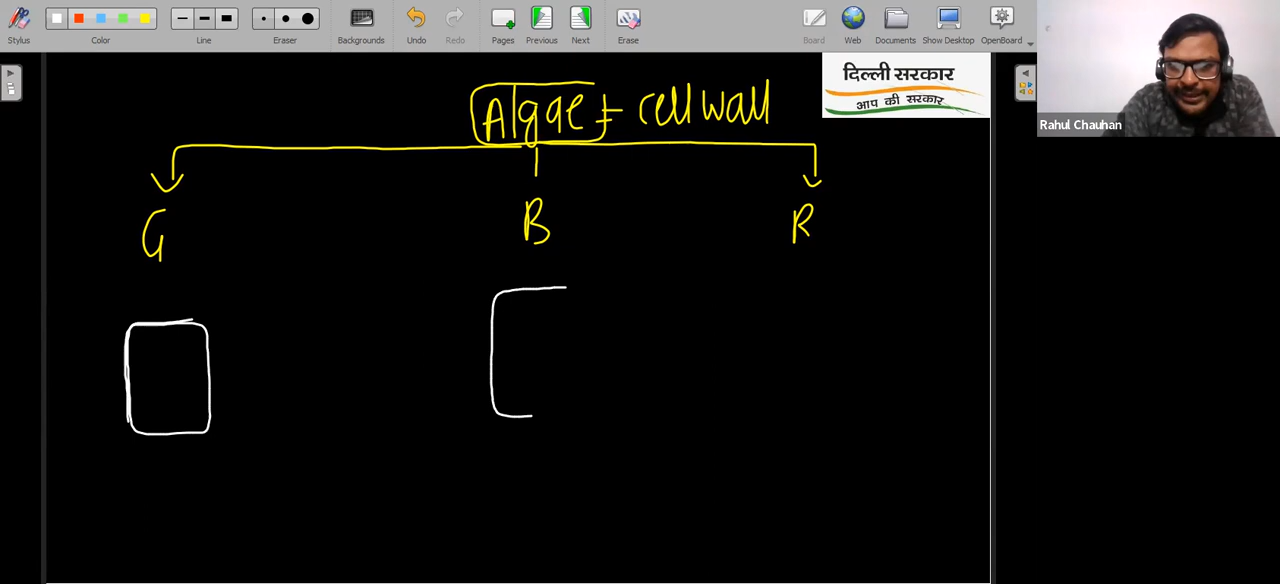 Stylus
Color
Line
Eraser
Backgrounds
Undo
Redo
Pages
Previous
Next
Erase
Board
Web
Documents
Show Desktop
OpenBoard
Rahul Chauhan
दिल्ली सरकार
आप की सरकार
Algae - cell wall
G
B
R